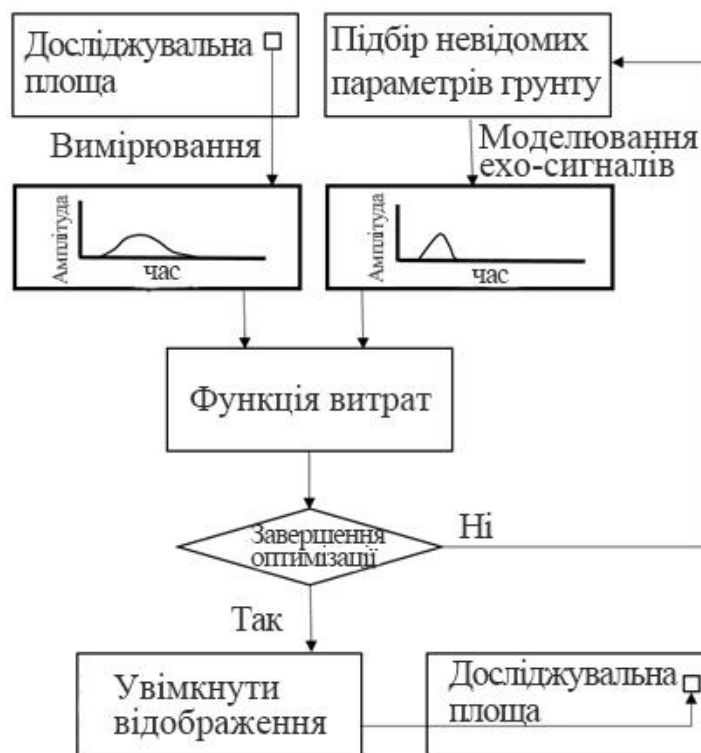 Досліджувальна
площа
Підбір невідомих
параметрів грунту
Вимірювання
Моделювання
ехо-сигналів
Амплітуда
час
Амплітуда
час
Функція витрат
Завершення
оптимізації
Ні
Так
Увімкнути
відображення
Досліджувальна
площа